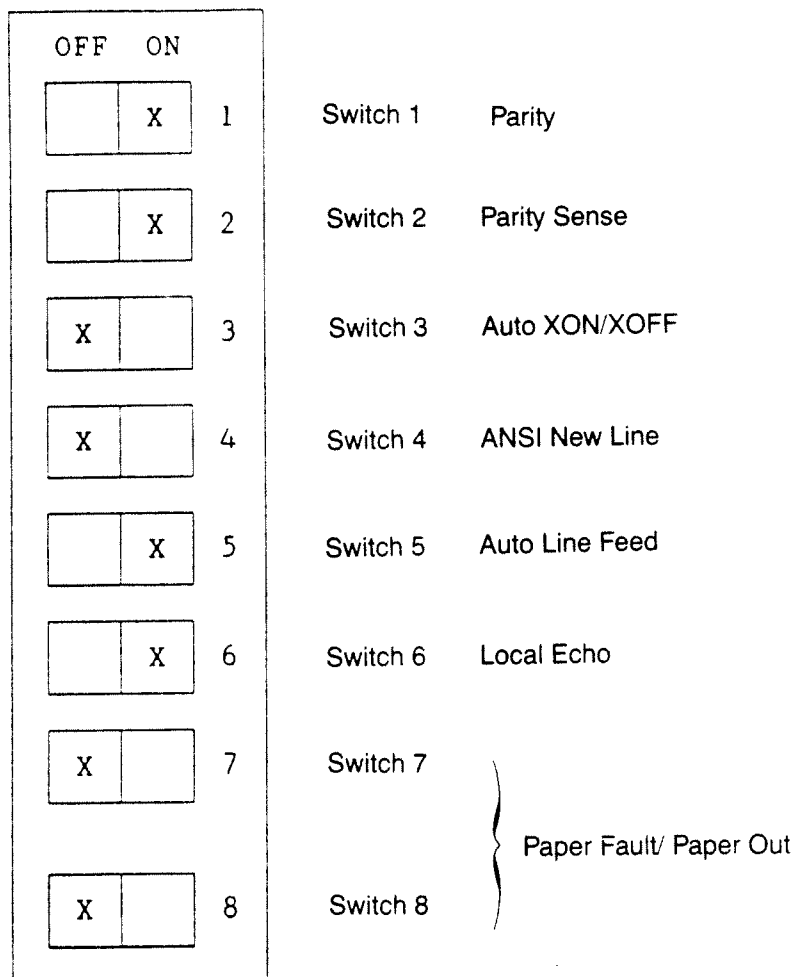 OFF ON
X 1 Switch 1 Parity
X 2 Switch 2 Parity Sense
X 3 Switch 3 Auto XON/XOFF
X 4 Switch 4 ANSI New Line
X 5 Switch 5 Auto Line Feed
X 6 Switch 6 Local Echo
X 7 Switch 7
Paper Fault/ Paper Out
X 8 Switch 8